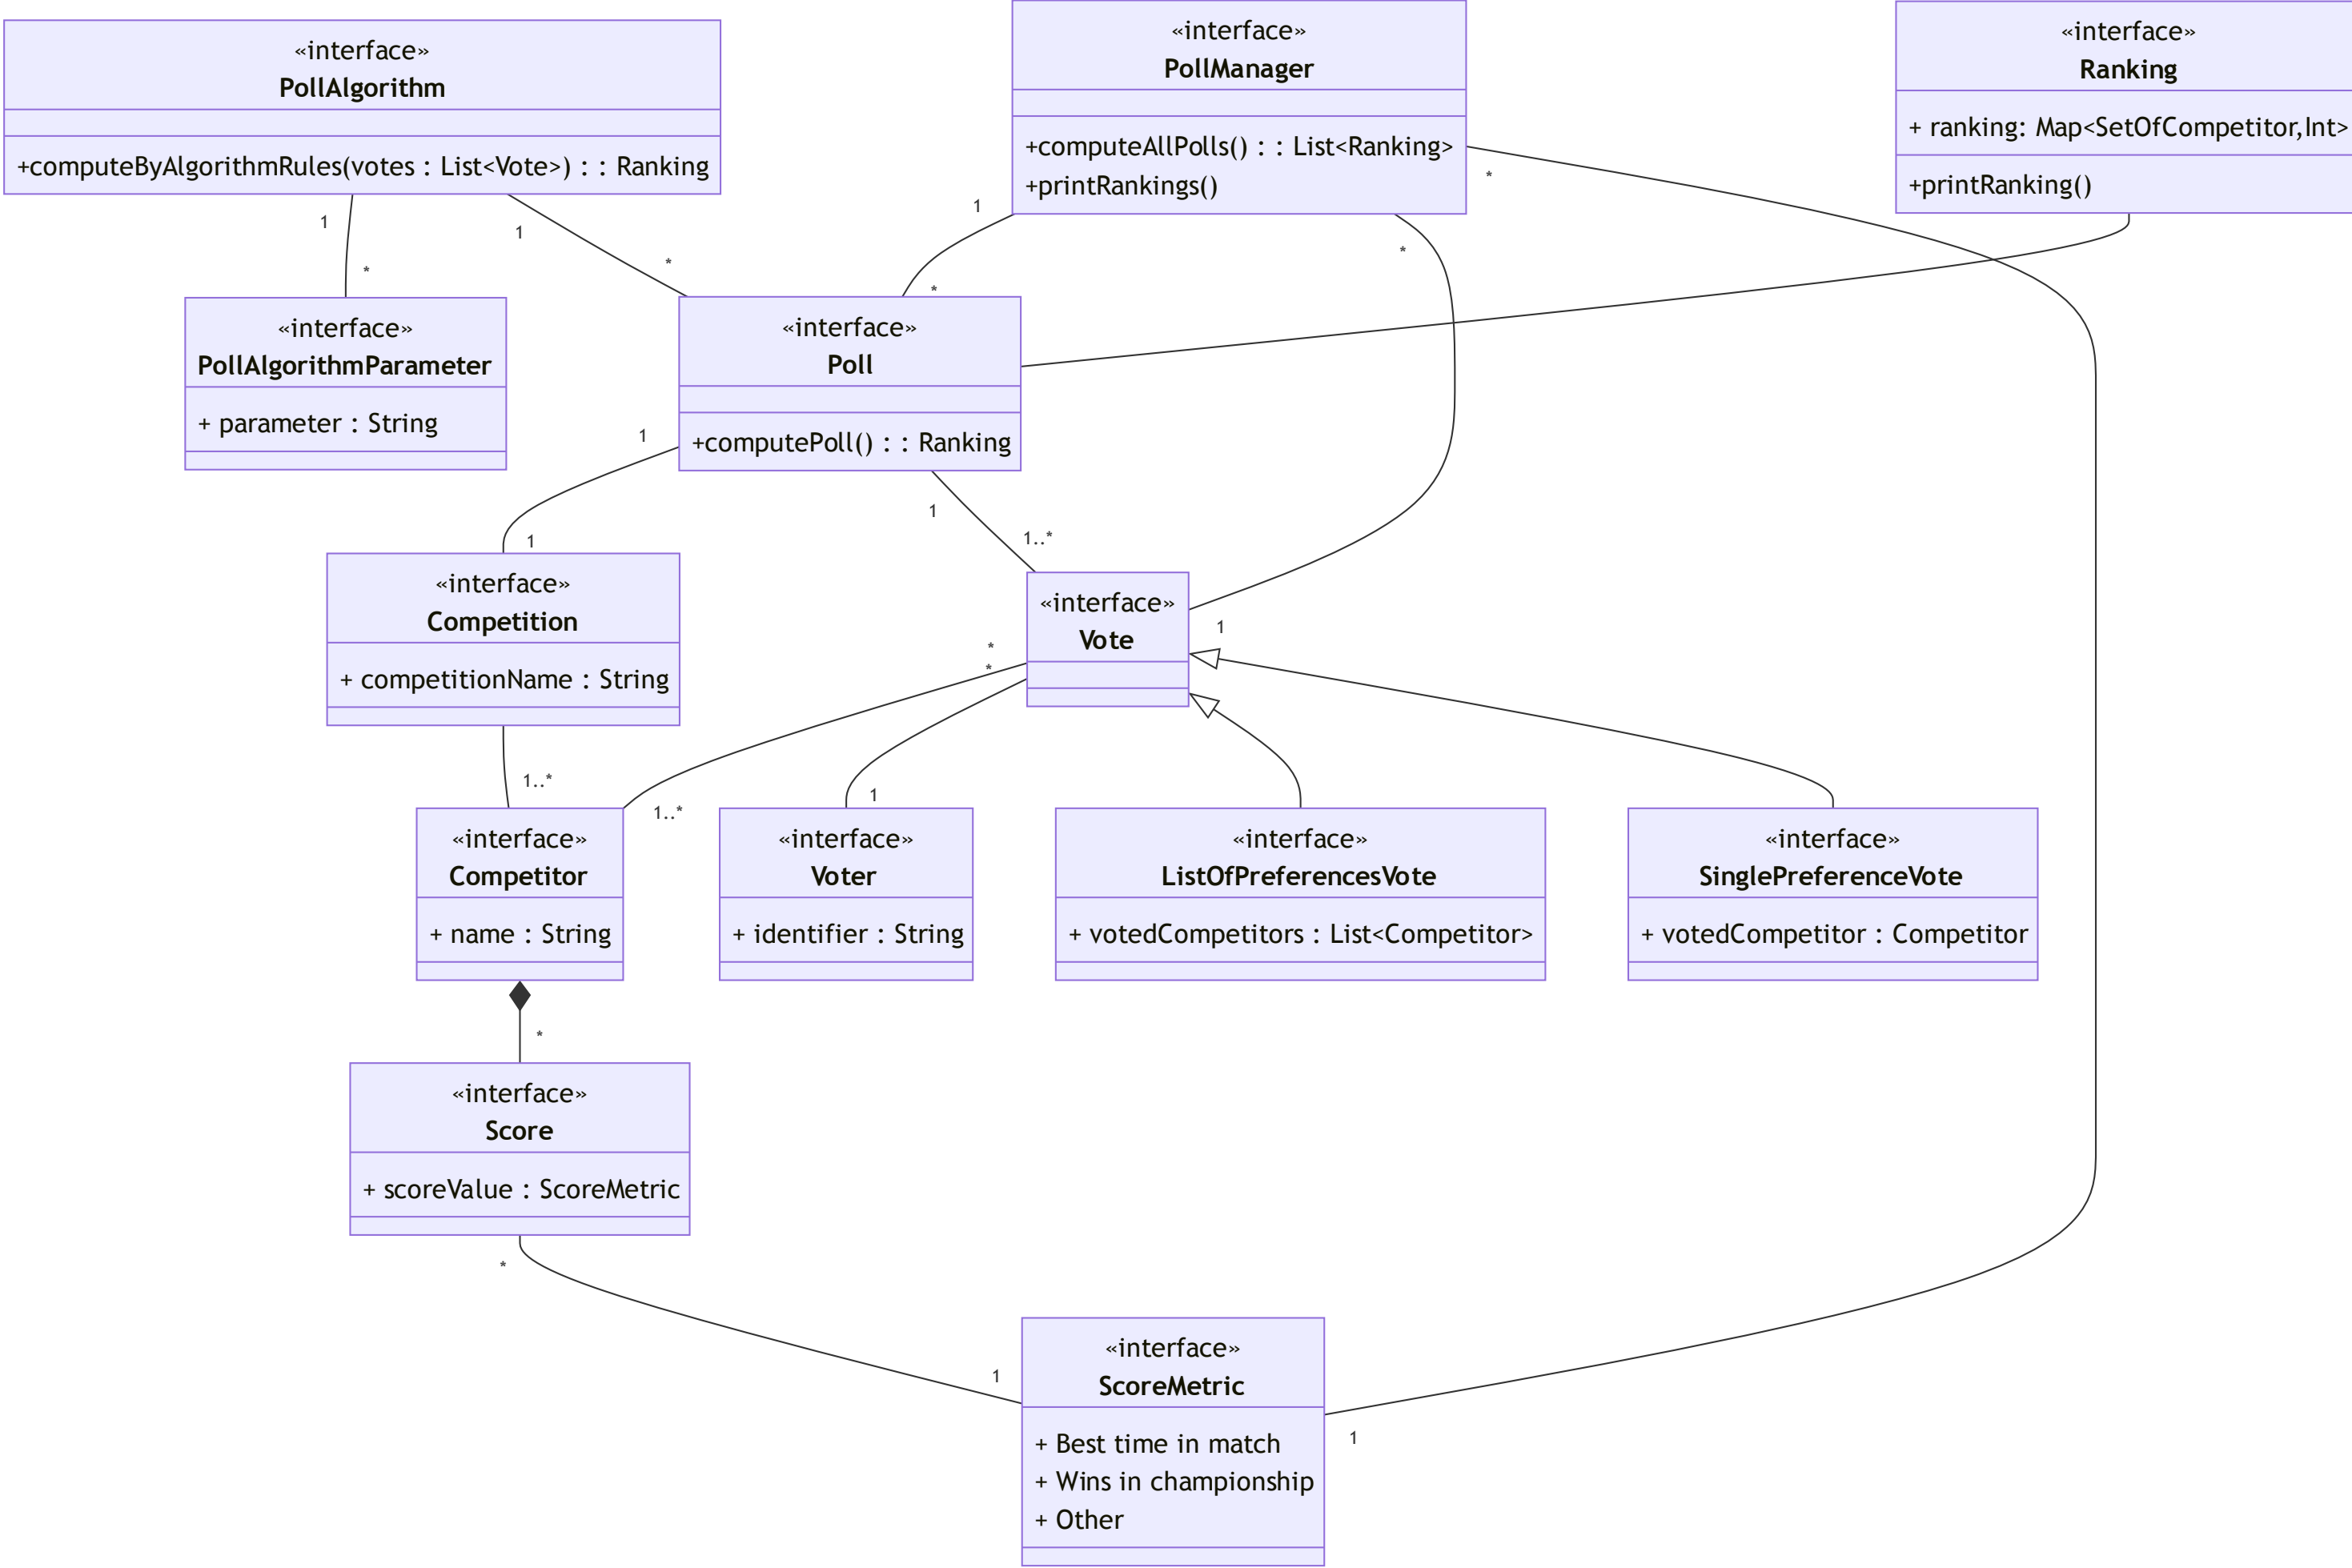 «interface»
PollAlgorithm
+computeByAlgorithmRules(votes : List<Vote>) : : Ranking
«interface»
PollManager
+computeAllPolls() : : List<Ranking>
+printRankings()
«interface»
Ranking
+ ranking: Map<SetOfCompetitor,Int>
+printRanking()
1
*
1
*
1
*
*
*
«interface»
PollAlgorithmParameter
+ parameter : String
«interface»
Poll
+computePoll() : : Ranking
1
1
1
1..*
«interface»
Competition
+ competitionName : String
«interface»
Vote
1
*
*
1..*
1..*
1
«interface»
Competitor
+ name : String
«interface»
Voter
+ identifier : String
«interface»
ListOfPreferencesVote
+ votedCompetitors : List<Competitor>
«interface»
SinglePreferenceVote
+ votedCompetitor : Competitor
*
«interface»
Score
+ scoreValue : ScoreMetric
*
1
«interface»
ScoreMetric
+ Best time in match
+ Wins in championship
+ Other
1